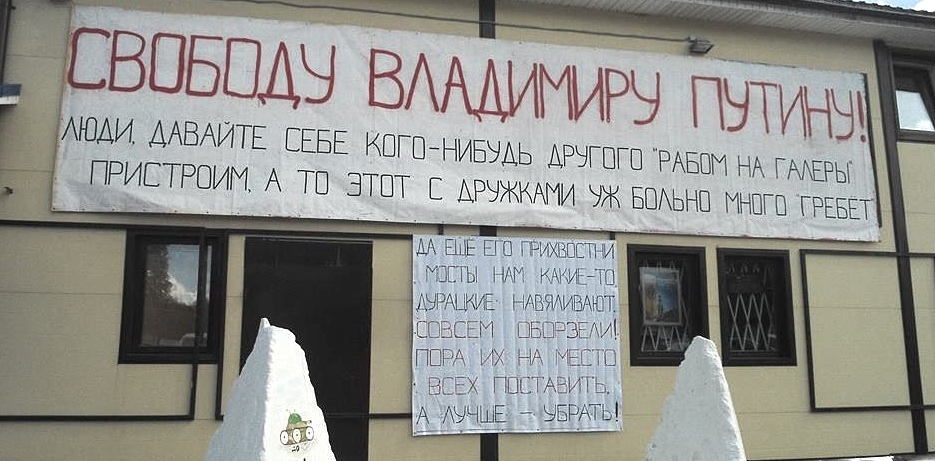 СВОБОДУ ВЛАДИМИРУ ПУТИНУ!
ЛЮДИ, ДАВАЙТЕ СЕБЕ КОГО-НИБУДЬ ДРУГОГО "РАБОМ НА ГАЛЕРЫ"
ПРИСТРОИМ, А ТО ЭТОТ С ДРУЖКАМИ УЖ БОЛЬНО МНОГО "ГРЕБЁТ"
ДА ЕЩЁ ЕГО ПРИХВОСТНИ
МОСТЫ НАМ КАКИЕ-ТО
ДУРАЦКИЕ НАВЯЛИВАЮТ.
СОВСЕМ ОБОРЗЕЛИ!
ПОРА ИХ НА МЕСТО
ВСЕХ ПОСТАВИТЬ,
А ЛУЧШЕ - УБРАТЬ!